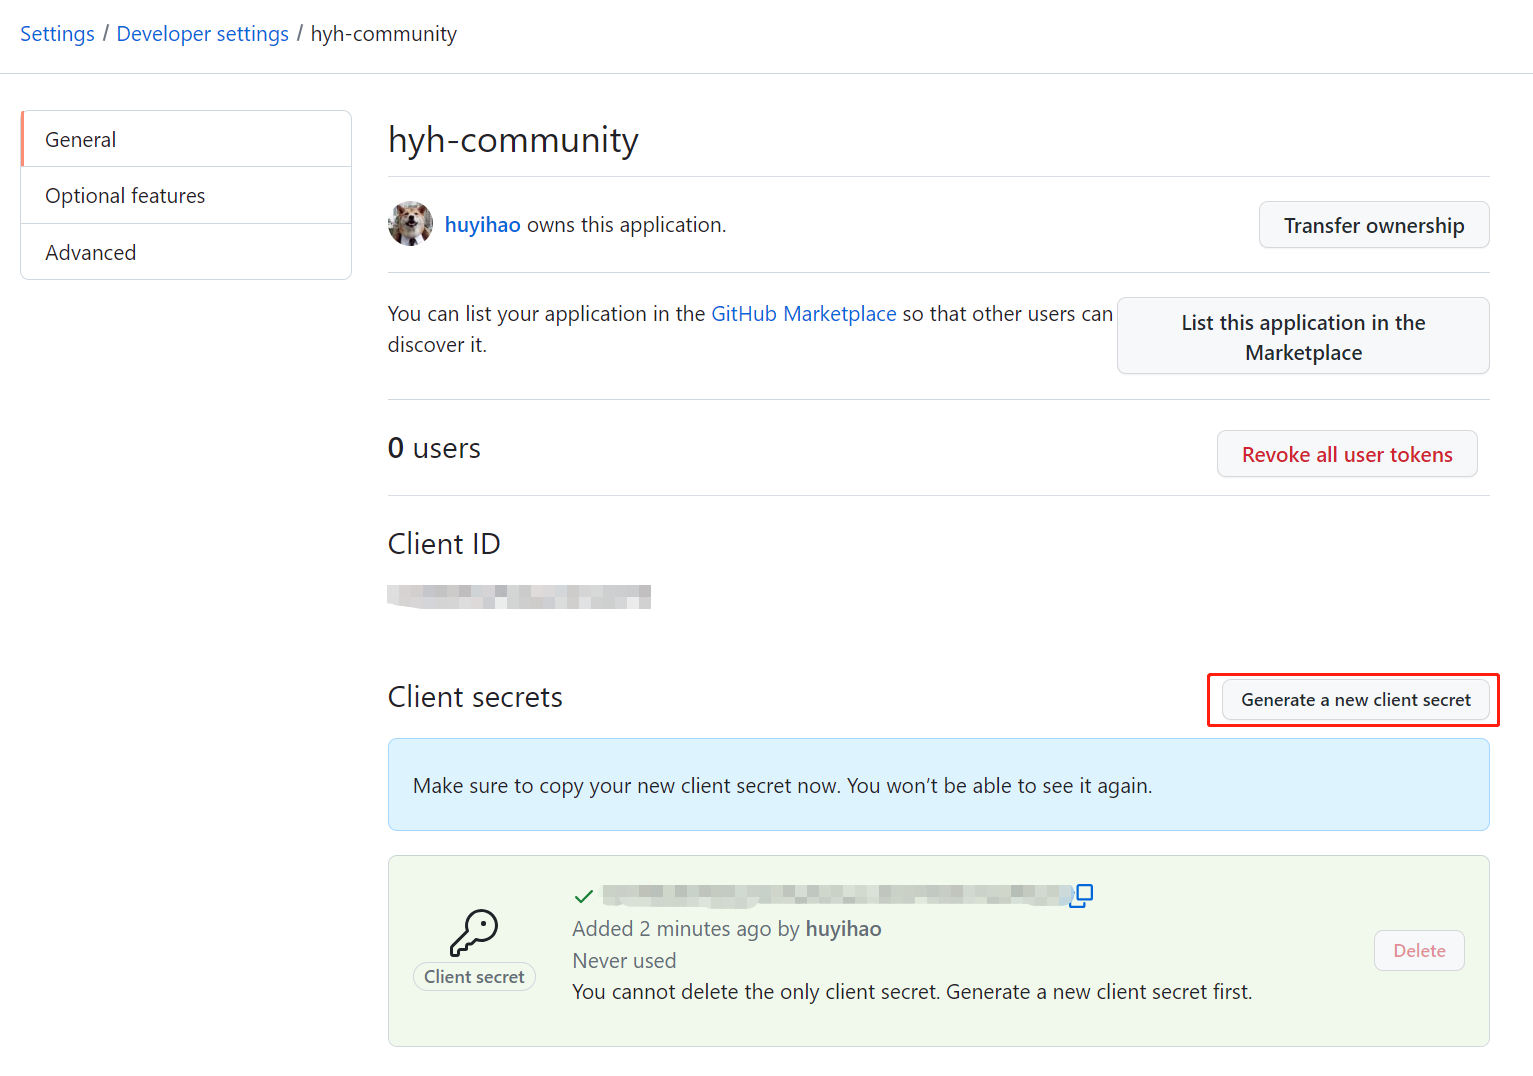 Settings / Developer settings / hyh-community
General
Optional features
Advanced
hyh-community
huyihao owns this application.
Transfer ownership
You can list your application in the GitHub Marketplace so that other users can
discover it.
List this application in the
Marketplace
0 users
Revoke all user tokens
Client ID
Client secrets
Generate a new client secret
Make sure to copy your new client secret now. You won’t be able to see it again.
Client secret
Added 2 minutes ago by huyihao
Never used
You cannot delete the only client secret. Generate a new client secret first.
Delete